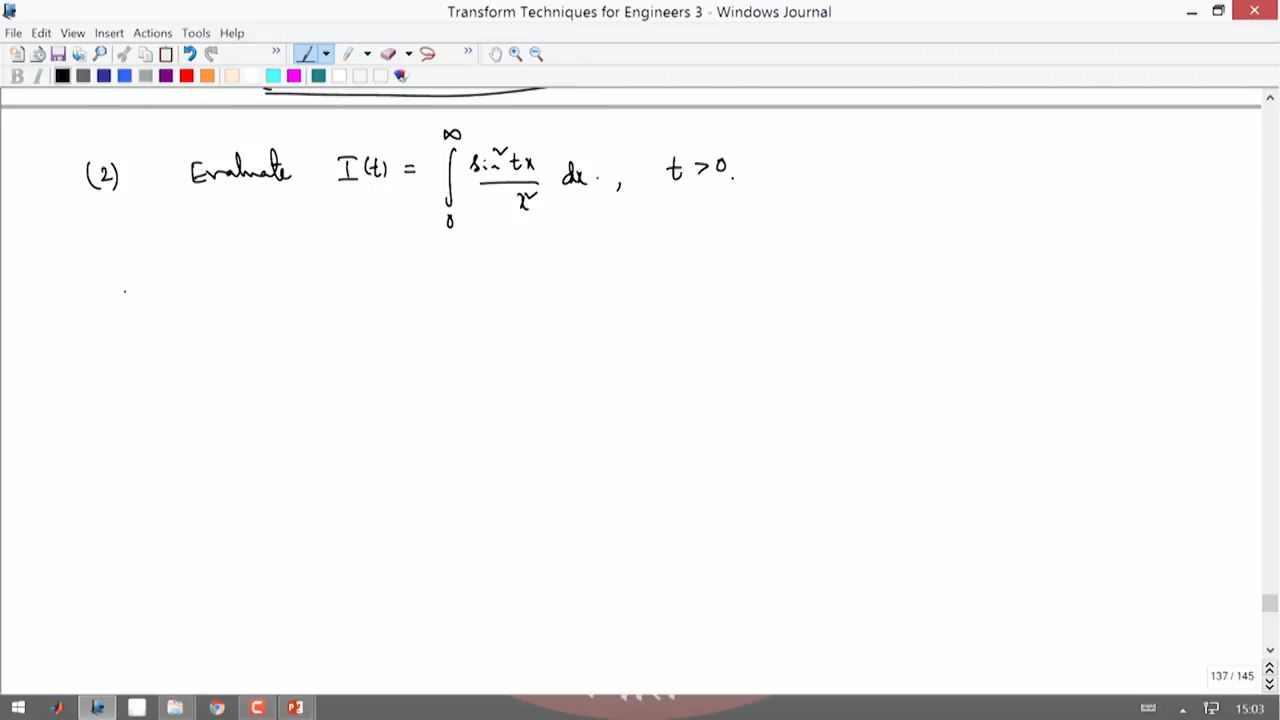 Transform Techniques for Engineers 3 - Windows Journal
File Edit View Insert Actions Tools Help
(2) Evaluate I(t) = ∫₀^∞ sin²tx / x² dx , t > 0.
137 / 145
15:03